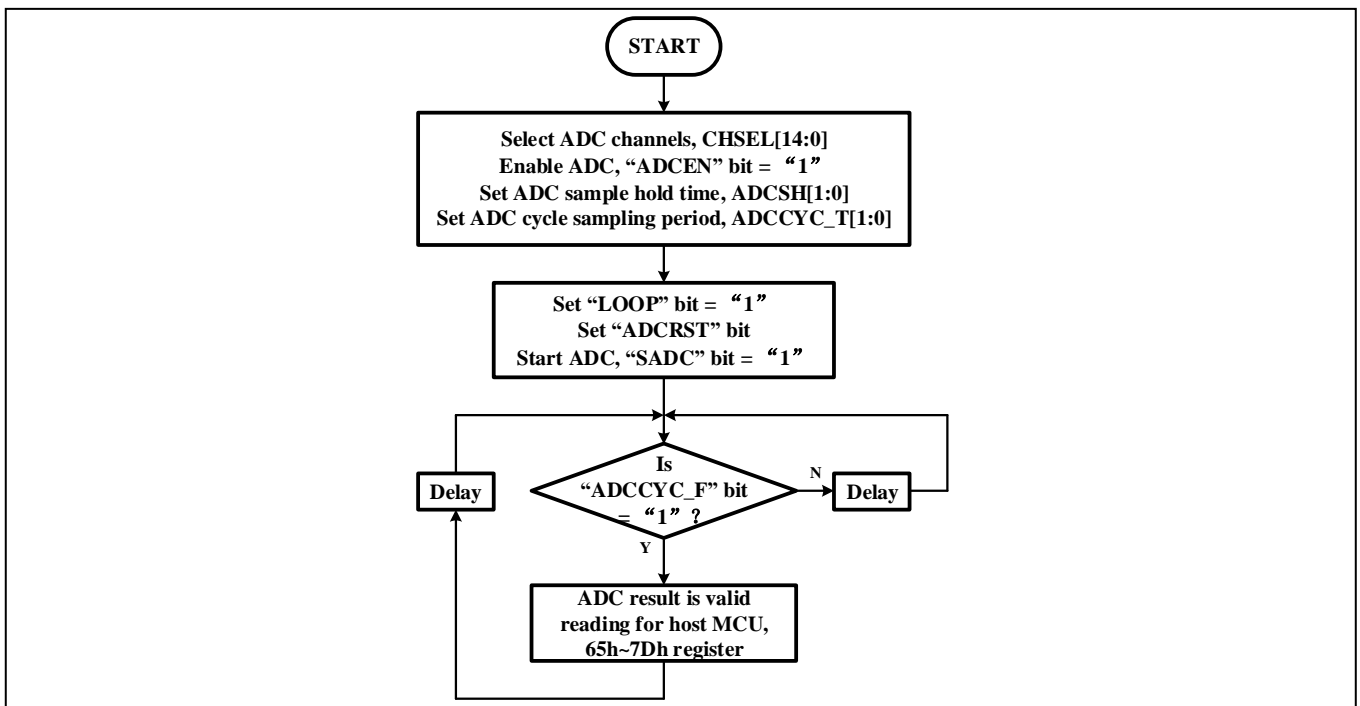 START
Select ADC channels, CHSEL[14:0]
Enable ADC, “ADCEN” bit = “1”
Set ADC sample hold time, ADCSH[1:0]
Set ADC cycle sampling period, ADCCYC_T[1:0]
Set “LOOP” bit = “1”
Set “ADCRST” bit
Start ADC, “SADC” bit = “1”
Is
“ADCCYC_F” bit
= “1” ？
N
Delay
Delay
Y
ADC result is valid
reading for host MCU,
65h~7Dh register